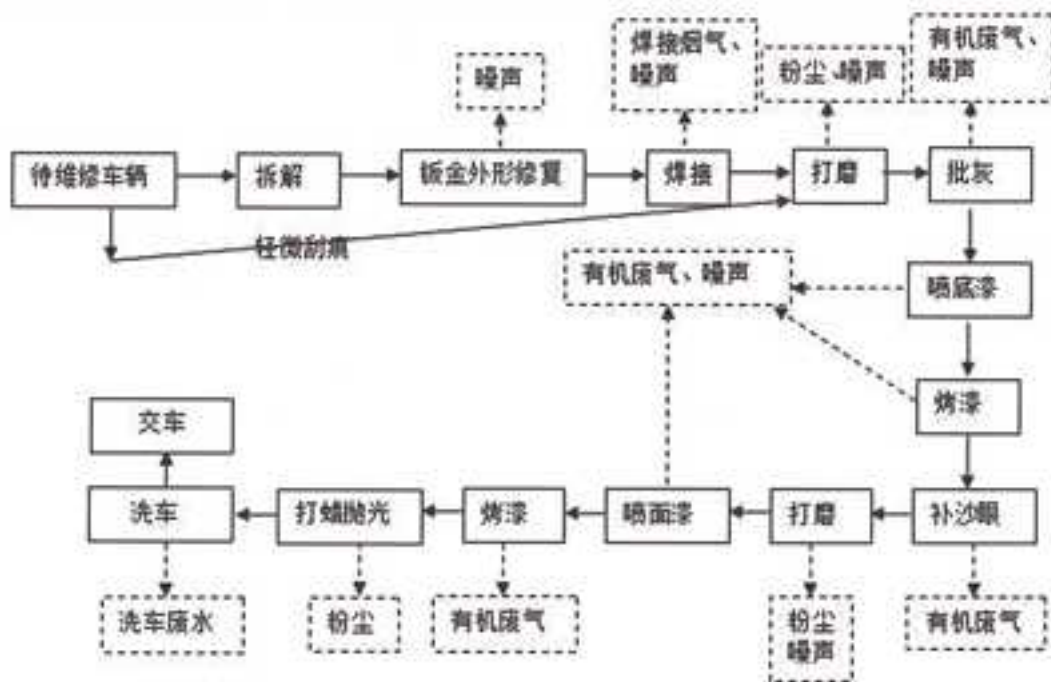 焊接烟气、
噪声
有机废气、
噪声
噪声
粉尘、噪声
待维修车辆
拆解
钣金外形修复
焊接
打磨
批灰
轻微刮痕
有机废气、噪声
喷底漆
烤漆
交车
洗车
打蜡抛光
烤漆
喷面漆
打磨
补沙眼
洗车废水
粉尘
有机废气
粉尘
噪声
有机废气